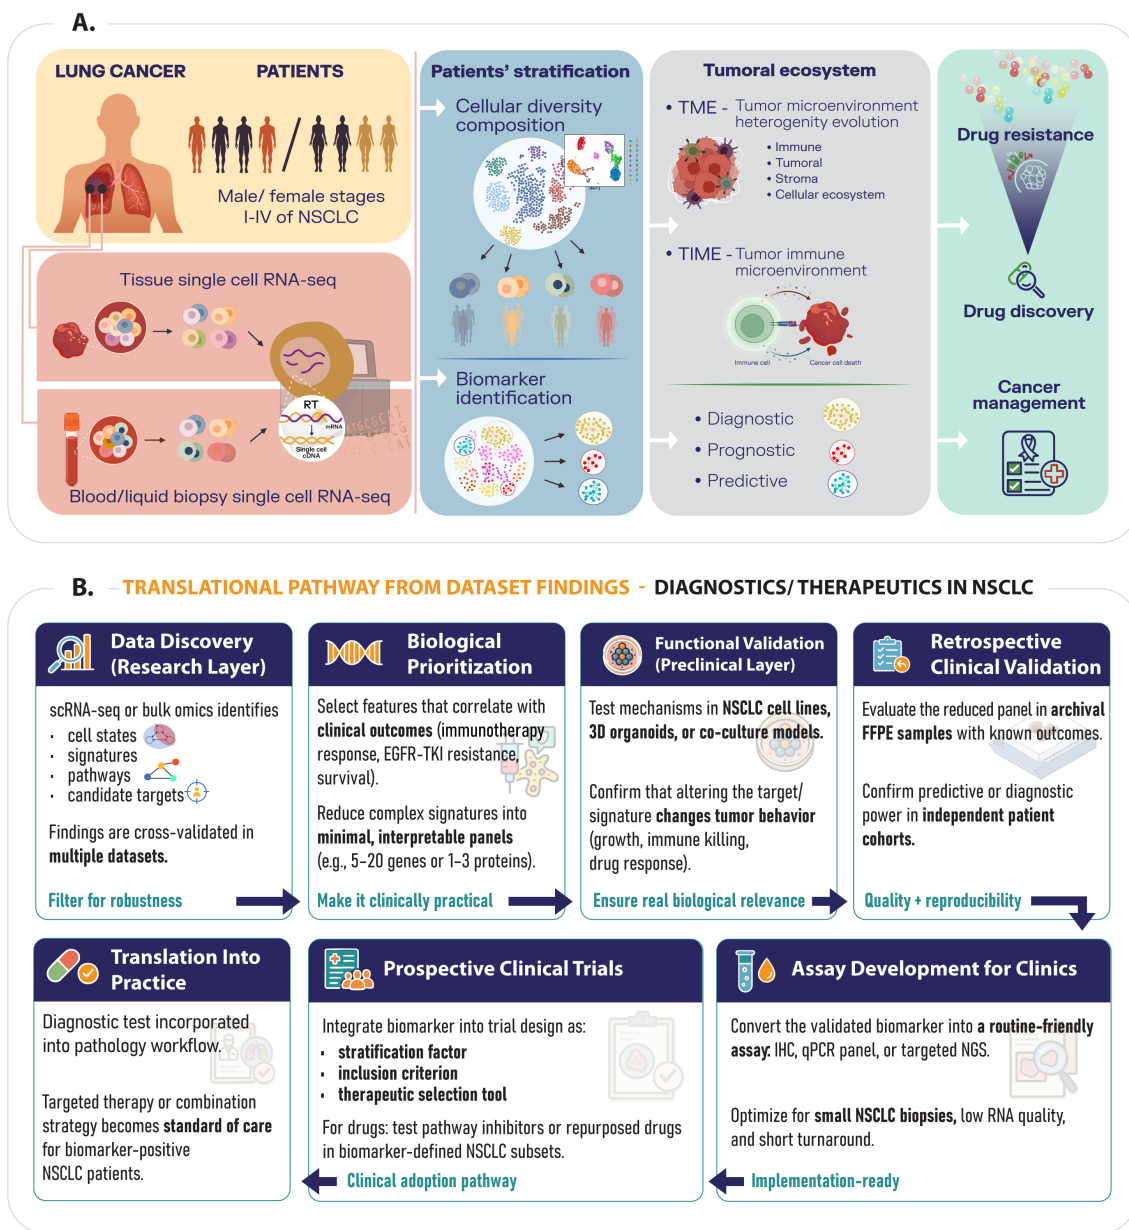 A.
LUNG CANCER PATIENTS
Male/ female stages
I-IV of NSCLC
Tissue single cell RNA-seq
RT
mRNA
Single cell
cDNA
Blood/liquid biopsy single cell RNA-seq
Patients' stratification
Cellular diversity
composition
Biomarker
identification
Tumoral ecosystem
• TME - Tumor microenvironment
heterogenity evolution
• Immune
• Tumoral
• Stroma
• Cellular ecosystem
• TIME - Tumor immune
microenvironment
Immune cell
Cancer cell death
• Diagnostic
• Prognostic
• Predictive
Drug resistance
Drug discovery
Cancer
management
B. TRANSLATIONAL PATHWAY FROM DATASET FINDINGS - DIAGNOSTICS/ THERAPEUTICS IN NSCLC
Data Discovery
(Research Layer)
scRNA-seq or bulk omics identifies
· cell states
· signatures
· pathways
· candidate targets
Findings are cross-validated in
multiple datasets.
Filter for robustness
Biological
Prioritization
Select features that correlate with
clinical outcomes (immunotherapy
response, EGFR-TKI resistance,
survival).
Reduce complex signatures into
minimal, interpretable panels
(e.g., 5–20 genes or 1–3 proteins).
Make it clinically practical
Functional Validation
(Preclinical Layer)
Test mechanisms in NSCLC cell lines,
3D organoids, or co-culture models.
Confirm that altering the target/
signature changes tumor behavior
(growth, immune killing,
drug response).
Ensure real biological relevance
Retrospective
Clinical Validation
Evaluate the reduced panel in archival
FFPE samples with known outcomes.
Confirm predictive or diagnostic
power in independent patient
cohorts.
Quality + reproducibility
Translation Into
Practice
Diagnostic test incorporated
into pathology workflow.
Targeted therapy or combination
strategy becomes standard of care
for biomarker-positive
NSCLC patients.
Prospective Clinical Trials
Integrate biomarker into trial design as:
· stratification factor
· inclusion criterion
· therapeutic selection tool
For drugs: test pathway inhibitors or repurposed drugs
in biomarker-defined NSCLC subsets.
Clinical adoption pathway
Assay Development for Clinics
Convert the validated biomarker into a routine-friendly
assay: IHC, qPCR panel, or targeted NGS.
Optimize for small NSCLC biopsies, low RNA quality,
and short turnaround.
Implementation-ready